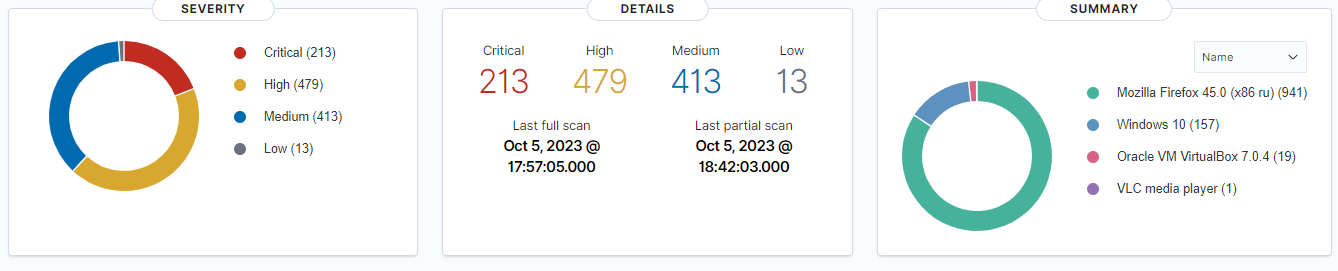 SEVERITY
Critical (213)
High (479)
Medium (413)
Low (13)
DETAILS
Critical
High
Medium
Low
213
479
413
13
Last full scan
Oct 5, 2023 @
17:57:05.000
Last partial scan
Oct 5, 2023 @
18:42:03.000
SUMMARY
Name
Mozilla Firefox 45.0 (x86 ru) (941)
Windows 10 (157)
Oracle VM VirtualBox 7.0.4 (19)
VLC media player (1)